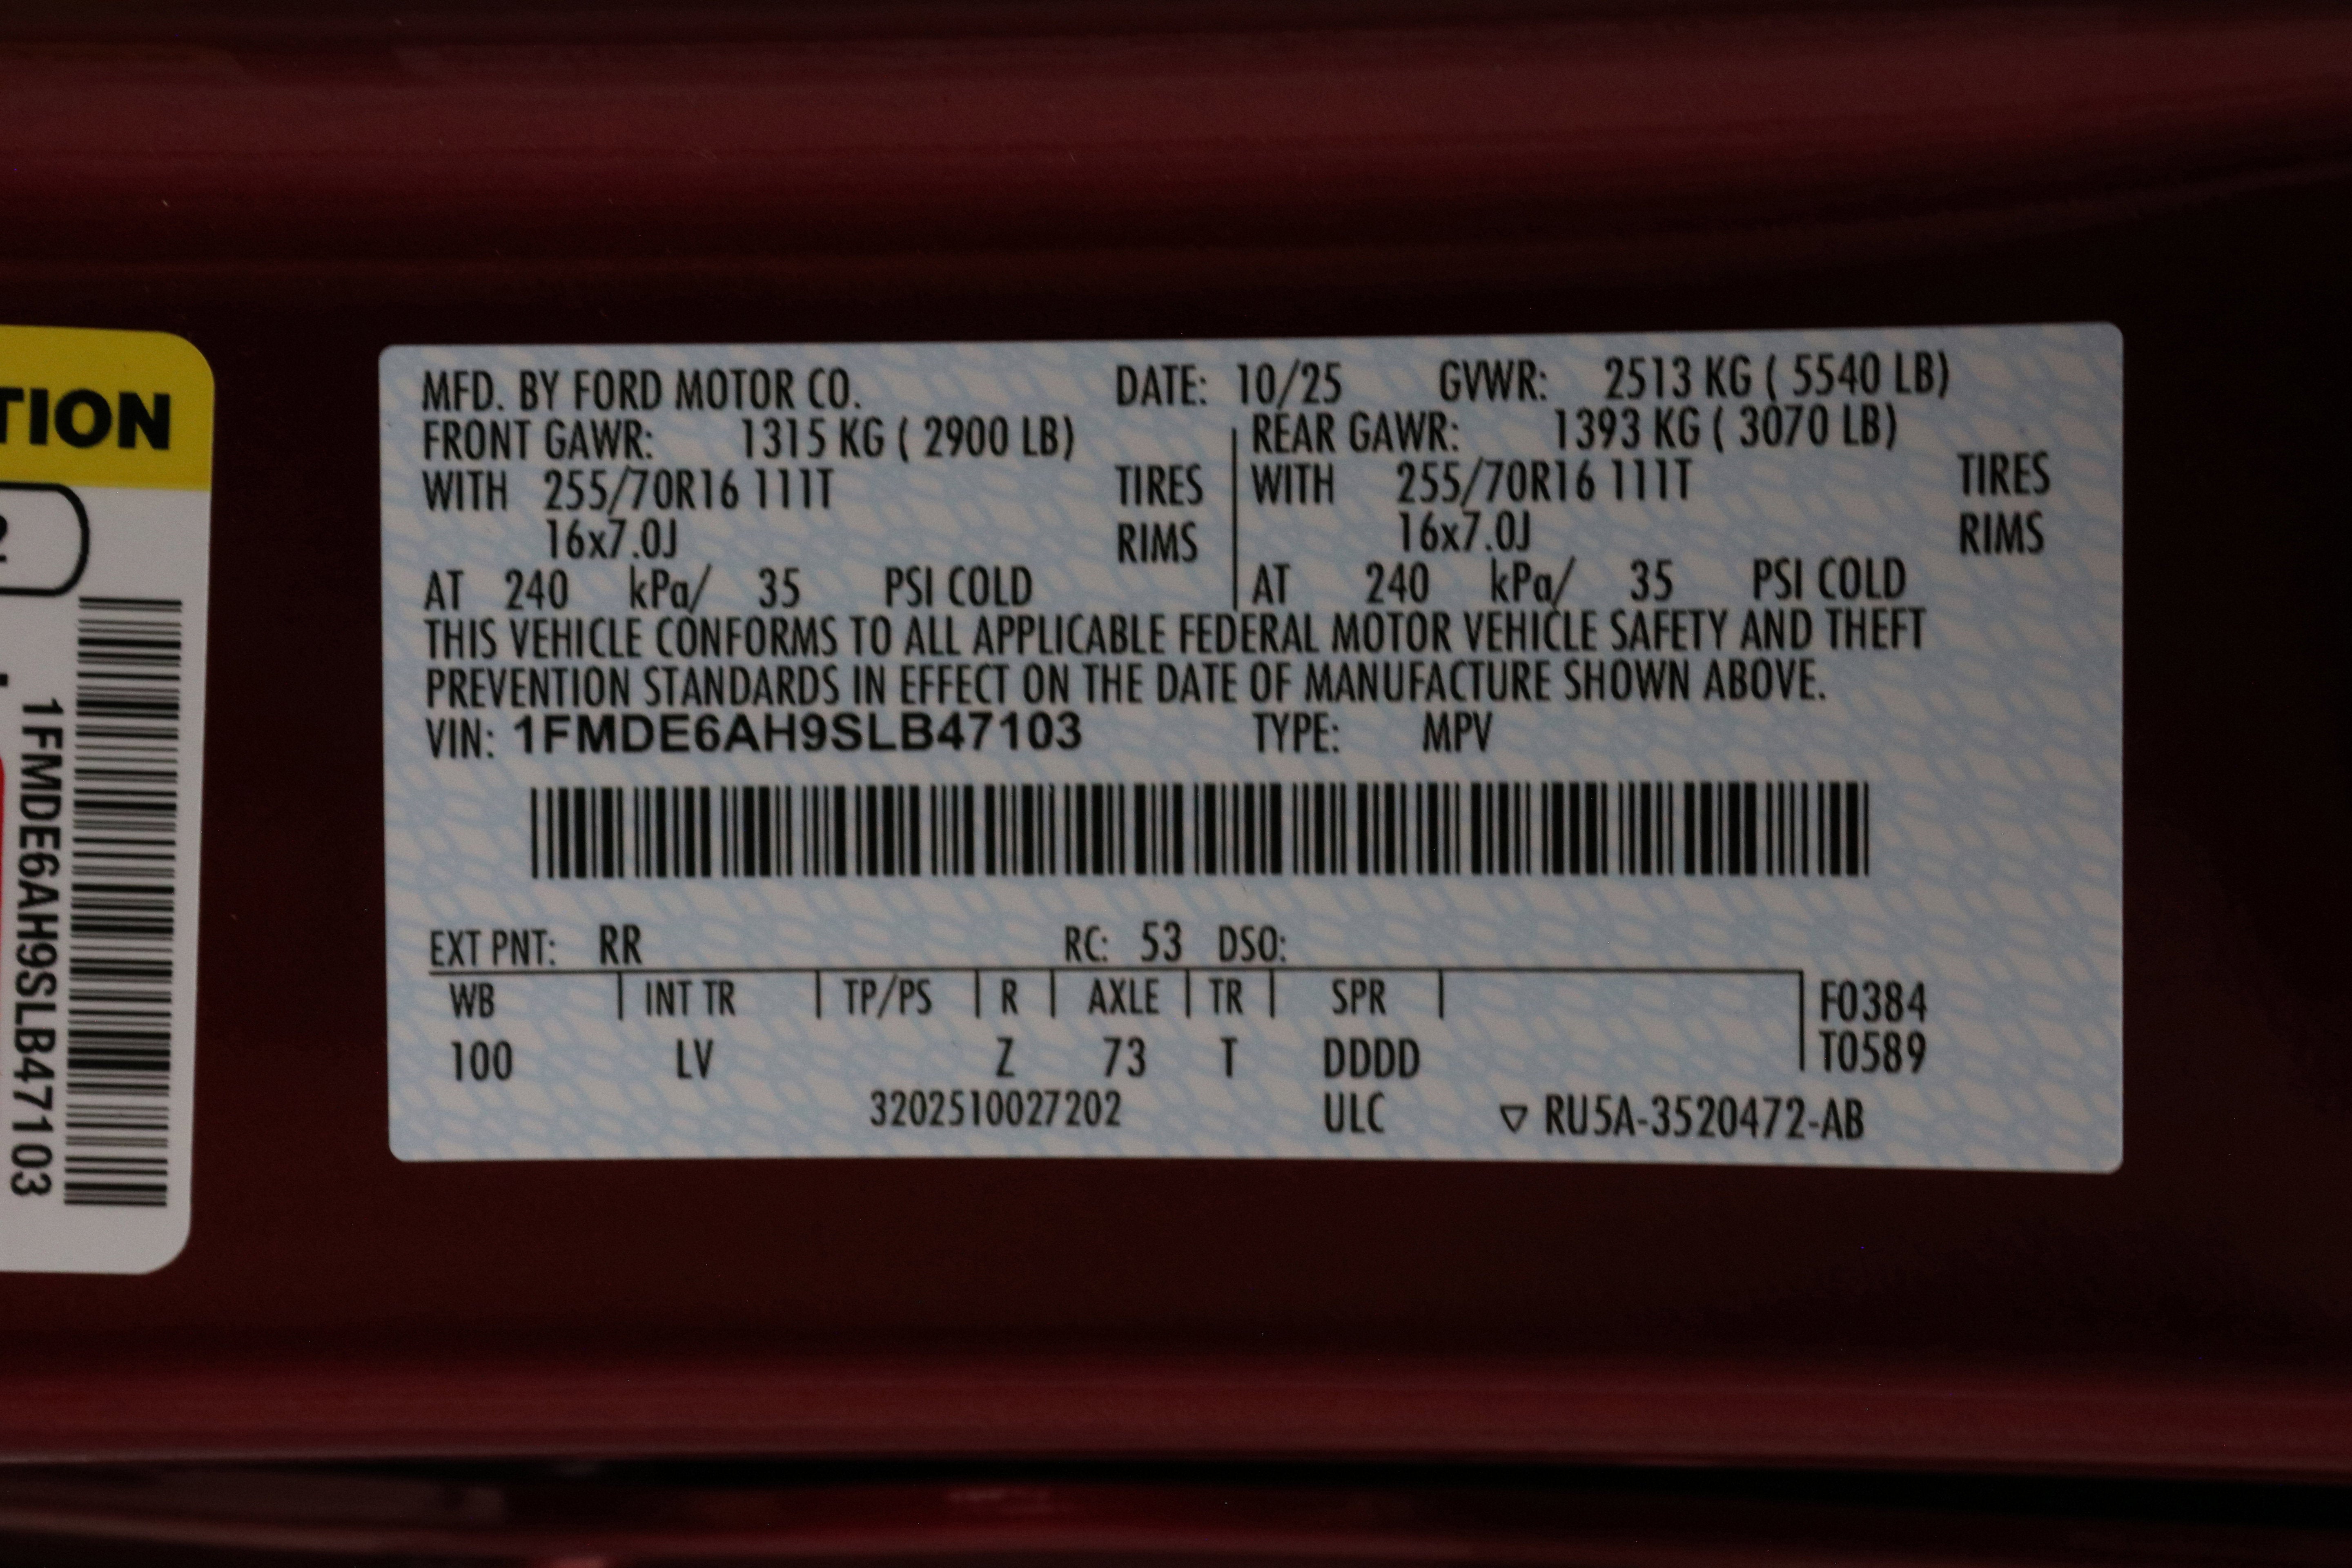 TION
2
1FMDE6AH9SLB47103
MFD. BY FORD MOTOR CO. DATE: 10/25 GVWR: 2513 KG ( 5540 LB)
FRONT GAWR: 1315 KG ( 2900 LB) REAR GAWR: 1393 KG ( 3070 LB)
WITH 255/70R16 111T TIRES WITH 255/70R16 111T TIRES
16x7.0J RIMS 16x7.0J RIMS
AT 240 kPa/ 35 PSI COLD AT 240 kPa/ 35 PSI COLD
THIS VEHICLE CONFORMS TO ALL APPLICABLE FEDERAL MOTOR VEHICLE SAFETY AND THEFT
PREVENTION STANDARDS IN EFFECT ON THE DATE OF MANUFACTURE SHOWN ABOVE.
VIN: 1FMDE6AH9SLB47103 TYPE: MPV
EXT PNT: RR RC: 53 DSO:
WB INT TR TP/PS R AXLE TR SPR F0384
100 LV Z 73 T DDDD T0589
3202510027202 ULC ▽ RU5A-3520472-AB